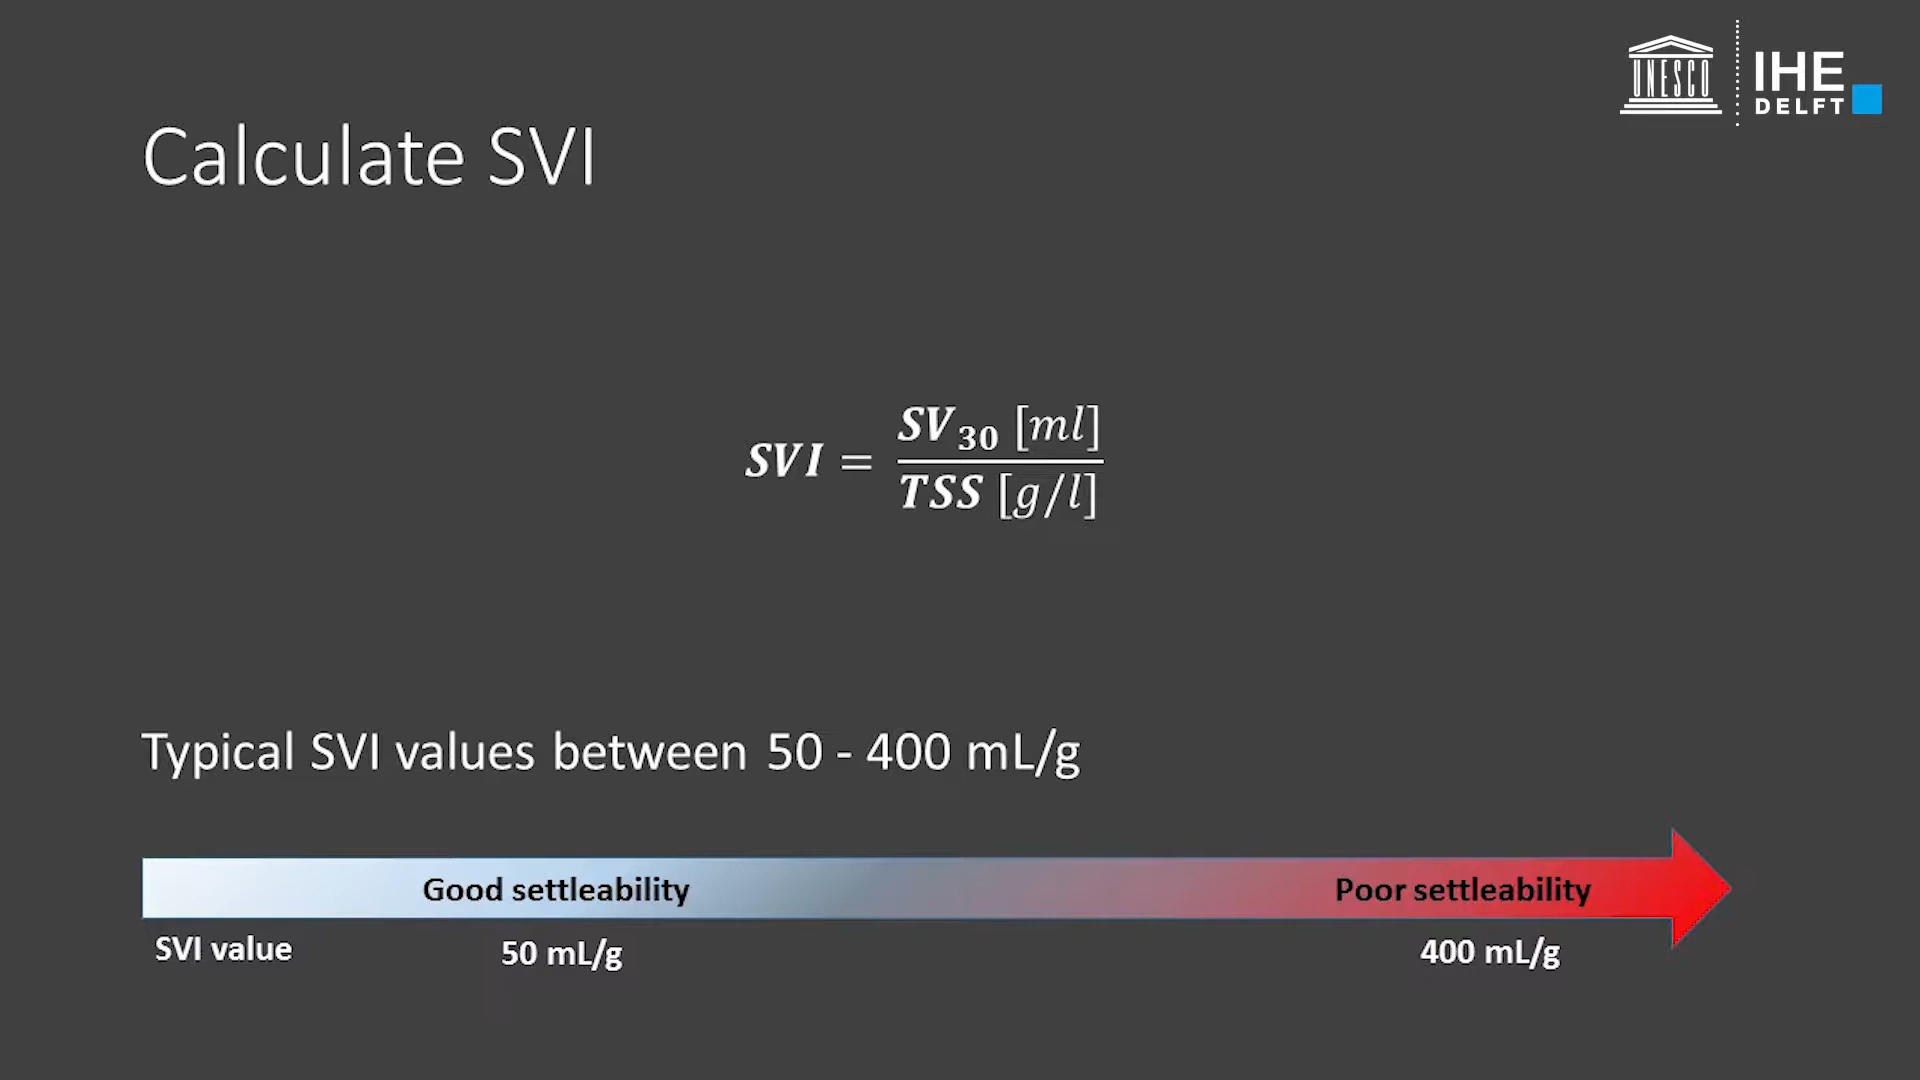 UNESCO
IHE
DELFT
Calculate SVI
SVI = SV₃₀ [ml] / TSS [g/l]
Typical SVI values between 50 - 400 mL/g
Good settleability
Poor settleability
SVI value
50 mL/g
400 mL/g